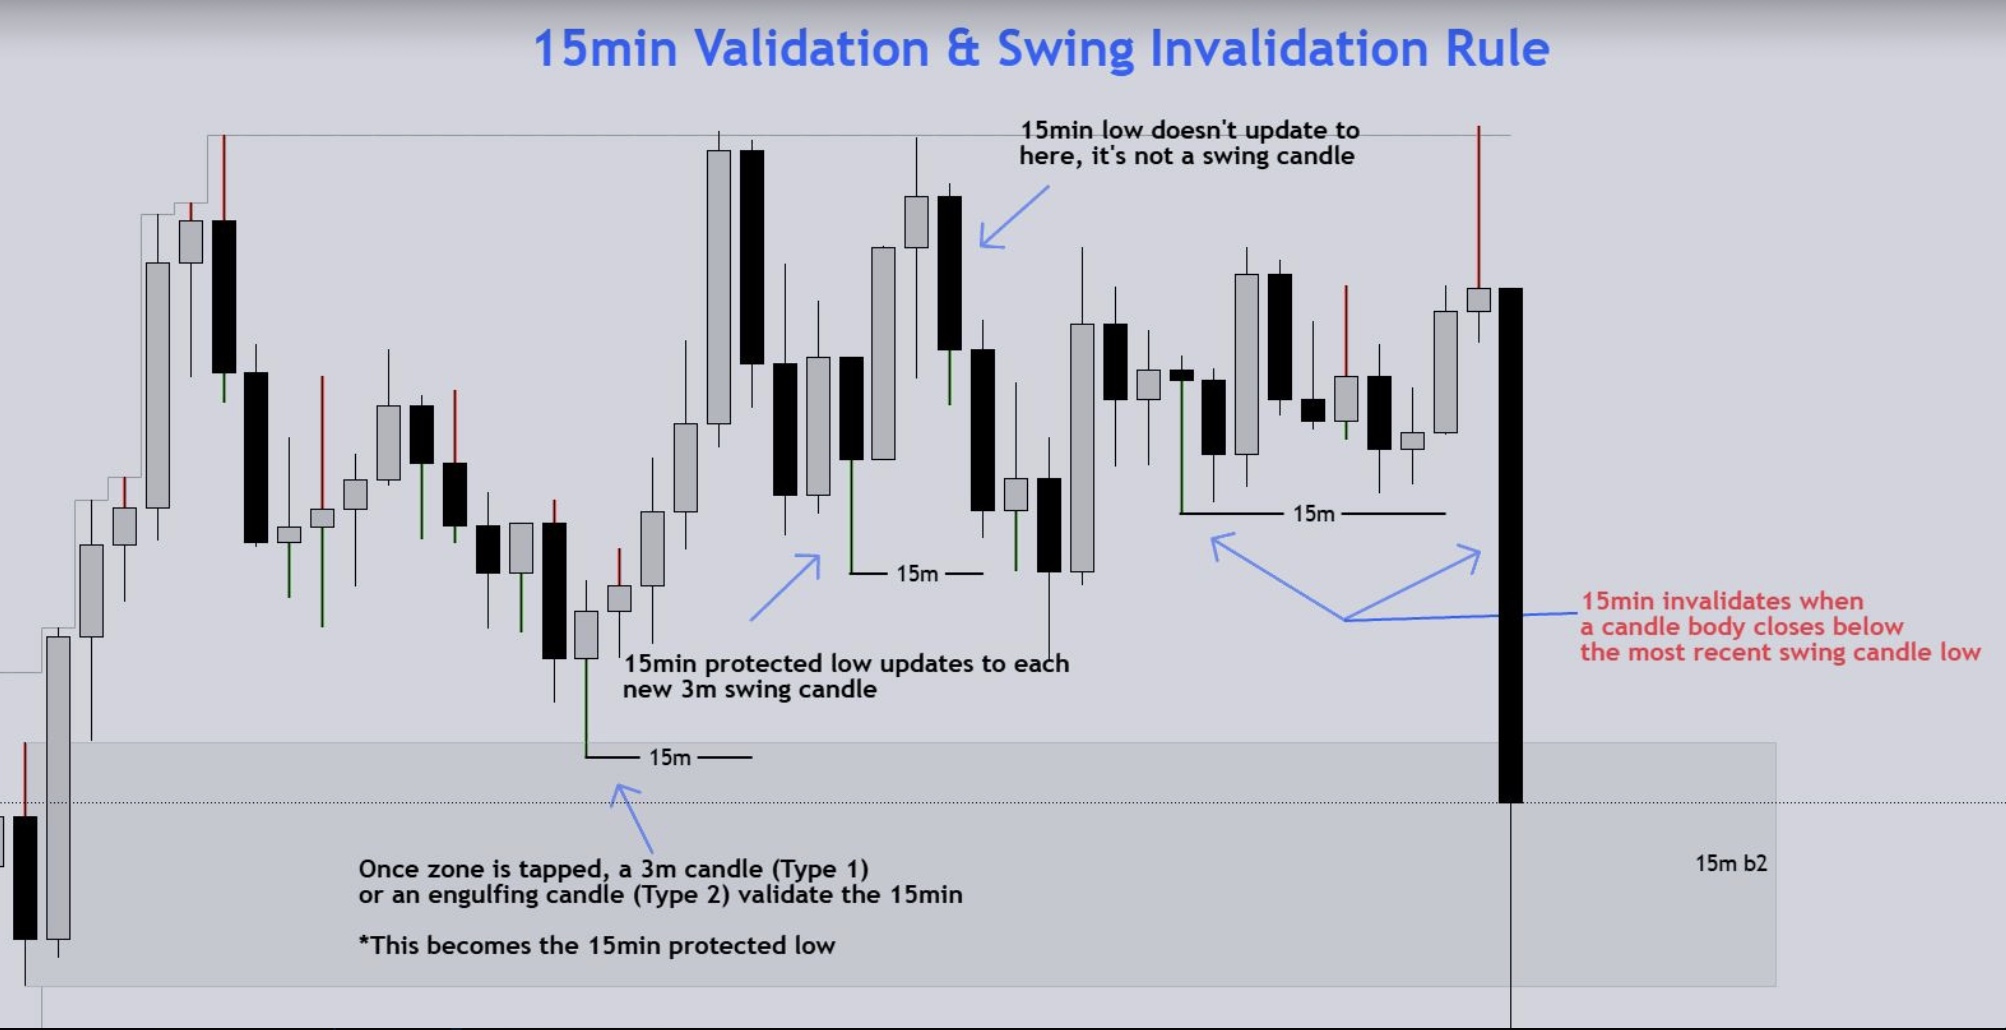 15min Validation & Swing Invalidation Rule
15min low doesn't update to
here, it's not a swing candle
15m
15m
15min invalidates when
a candle body closes below
the most recent swing candle low
15min protected low updates to each
new 3m swing candle
15m
Once zone is tapped, a 3m candle (Type 1)
or an engulfing candle (Type 2) validate the 15min
15m b2
*This becomes the 15min protected low